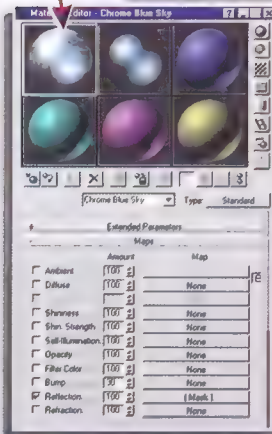 Material Editor - Chrome Blue Sky
Chrome Blue Sky Type: Standard
Extended Parameters
Maps
Amount Map
Ambient 100
Diffuse 100 None
Shininess 100 None
Shin. Strength 100 None
Self-Illumination 100 None
Opacity 100 None
Filter Color 100 None
Bump 30 None
Reflection 100 ( Mask )
Refraction 100 None